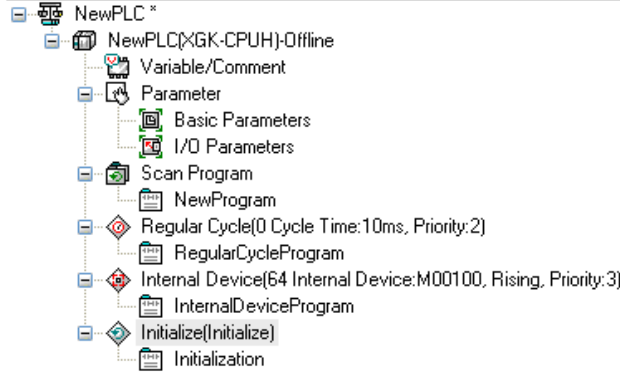 NewPLC *
NewPLC(XGK-CPUH)-Offline
Variable/Comment
Parameter
Basic Parameters
I/O Parameters
Scan Program
NewProgram
Regular Cycle(0 Cycle Time:10ms, Priority:2)
RegularCycleProgram
Internal Device(64 Internal Device:M00100, Rising, Priority:3)
InternalDeviceProgram
Initialize(Initialize)
Initialization